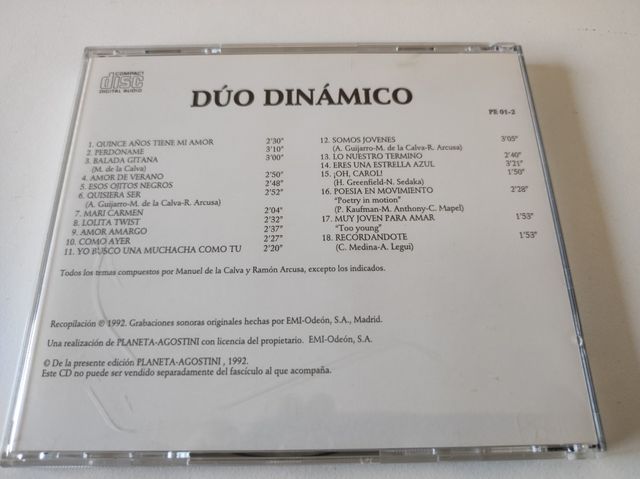 COMPACT
disc
DIGITAL AUDIO
DÚO DINÁMICO
PE 01-2
1. QUINCE AÑOS TIENE MI AMOR 2'30"
2. PERDONAME 3'10"
3. BALADA GITANA 3'00"
(M. de la Calva)
4. AMOR DE VERANO 2'50"
5. ESOS OJITOS NEGROS 2'48"
6. QUISIERA SER 2'52"
(A. Guijarro-M. de la Calva-R. Arcusa)
7. MARI CARMEN 2'04"
8. LOLITA TWIST 2'32"
9. AMOR AMARGO 2'37"
10. COMO AYER 2'27"
11. YO BUSCO UNA MUCHACHA COMO TU 2'20"
12. SOMOS JOVENES 3'05"
(A. Guijarro-M. de la Calva-R. Arcusa)
13. LO NUESTRO TERMINO 2'40"
14. ERES UNA ESTRELLA AZUL 3'21"
15. ¡OH, CAROL! 1'50"
(H. Greenfield-N. Sedaka)
16. POESIA EN MOVIMIENTO 2'28"
"Poetry in motion"
(P. Kaufman-M. Anthony-C. Mapel)
17. MUY JOVEN PARA AMAR 1'53"
"Too young"
18. RECORDANDOTE 1'53"
(C. Medina-A. Legui)
Todos los temas compuestos por Manuel de la Calva y Ramón Arcusa, excepto los indicados.
Recopilación ℗ 1992. Grabaciones sonoras originales hechas por EMI-Odeón, S.A., Madrid.
Una realización de PLANETA-AGOSTINI con licencia del propietario. EMI-Odeón, S.A.
© De la presente edición PLANETA-AGOSTINI , 1992.
Este CD no puede ser vendido separadamente del fascículo al que acompaña.